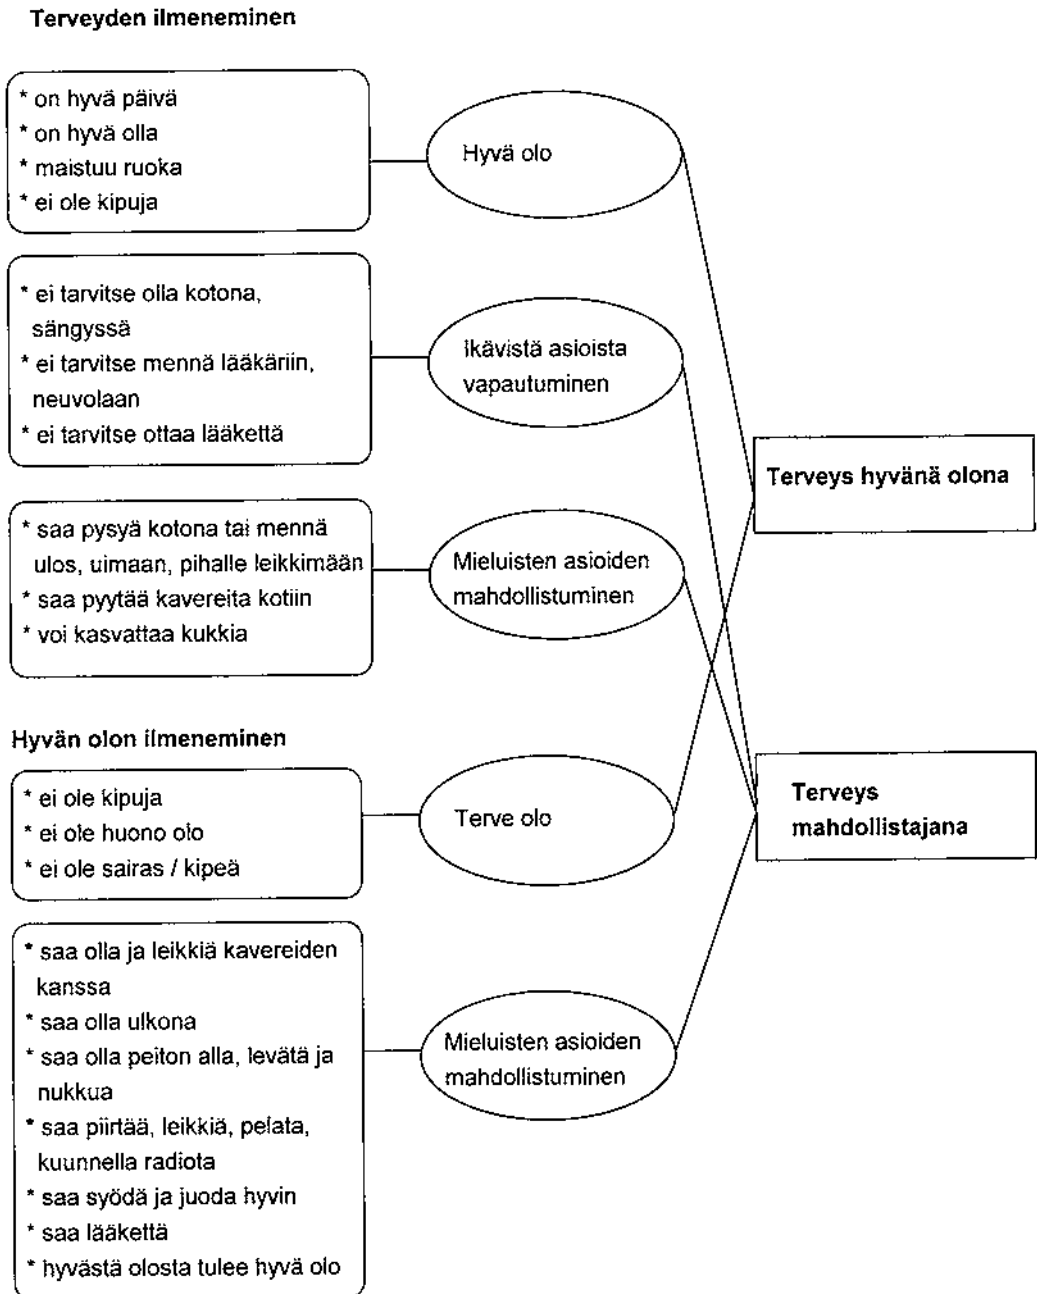 Terveyden ilmeneminen
* on hyvä päivä
* on hyvä olla
* maistuu ruoka
* ei ole kipuja
Hyvä olo
* ei tarvitse olla kotona,
sängyssä
* ei tarvitse mennä lääkäriin,
neuvolaan
* ei tarvitse ottaa lääkettä
Ikävistä asioista
vapautuminen
* saa pysyä kotona tai mennä
ulos, uimaan, pihalle leikkimään
* saa pyytää kavereita kotiin
* voi kasvattaa kukkia
Mieluisten asioiden
mahdollistuminen
Terveys hyvänä olona
Hyvän olon ilmeneminen
* ei ole kipuja
* ei ole huono olo
* ei ole sairas / kipeä
Terve olo
Terveys
mahdollistajana
* saa olla ja leikkiä kavereiden
kanssa
* saa olla ulkona
* saa olla peiton alla, levätä ja
nukkua
* saa piirtää, leikkiä, pelata,
kuunnella radiota
* saa syödä ja juoda hyvin
* saa lääkettä
* hyvästä olosta tulee hyvä olo
Mieluisten asioiden
mahdollistuminen